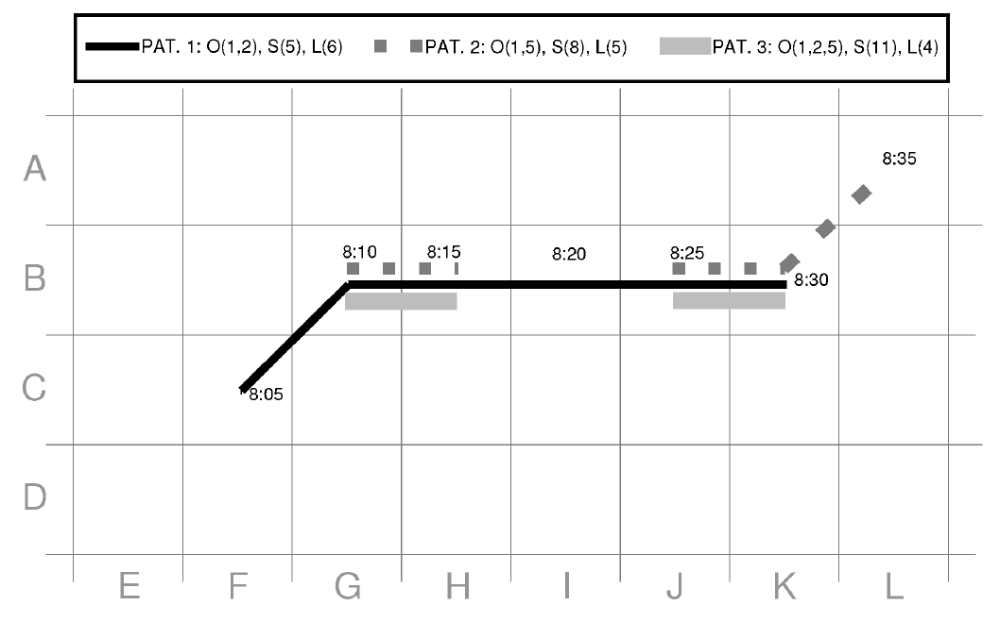 PAT. 1: O(1,2), S(5), L(6) PAT. 2: O(1,5), S(8), L(5) PAT. 3: O(1,2,5), S(11), L(4)
A
8:35
8:10 8:15 8:20 8:25
B
8:30
C
8:05
D
E F G H I J K L